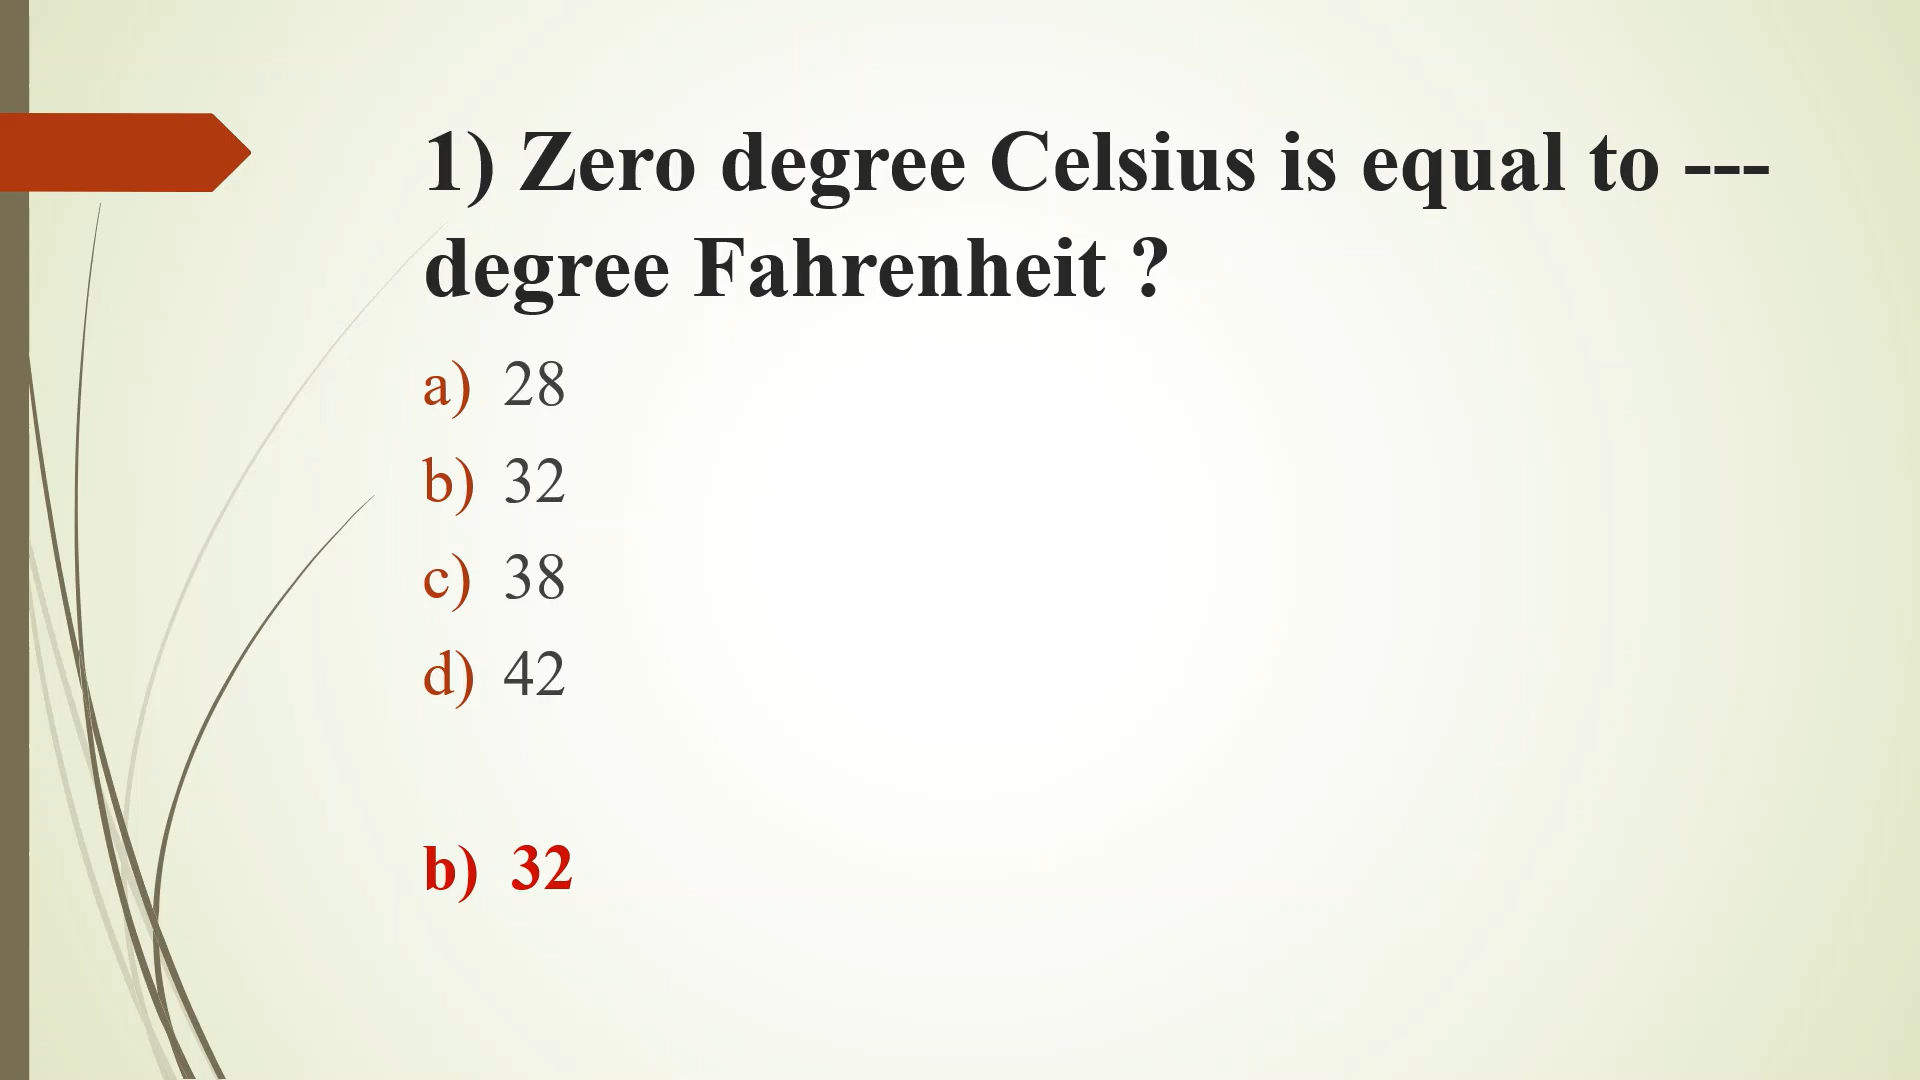 1) Zero degree Celsius is equal to ---
degree Fahrenheit ?
a) 28
b) 32
c) 38
d) 42
b) 32